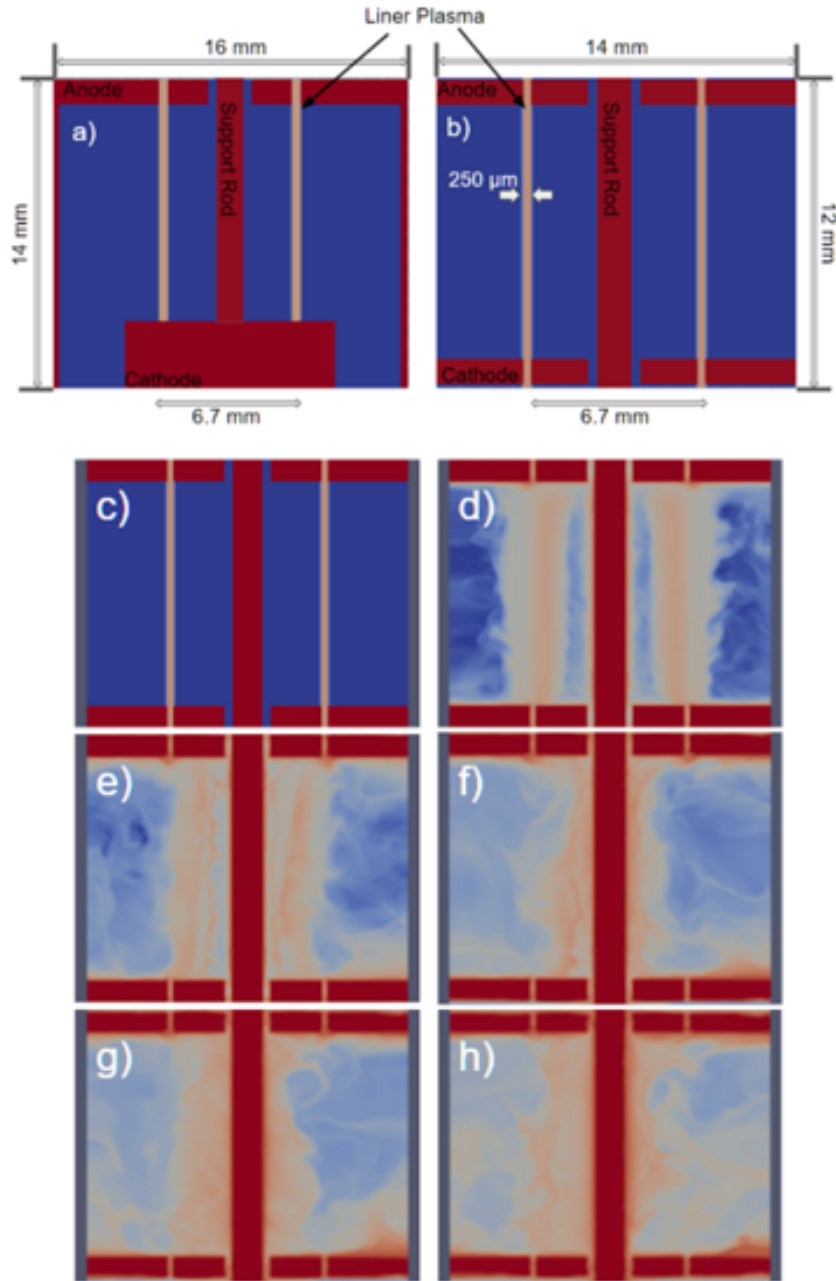 Liner Plasma
16 mm
14 mm
Anode
Anode
a)
b)
Support Rod
Support Rod
250 µm
14 mm
12 mm
Cathode
Cathode
6.7 mm
6.7 mm
c)
d)
e)
f)
g)
h)